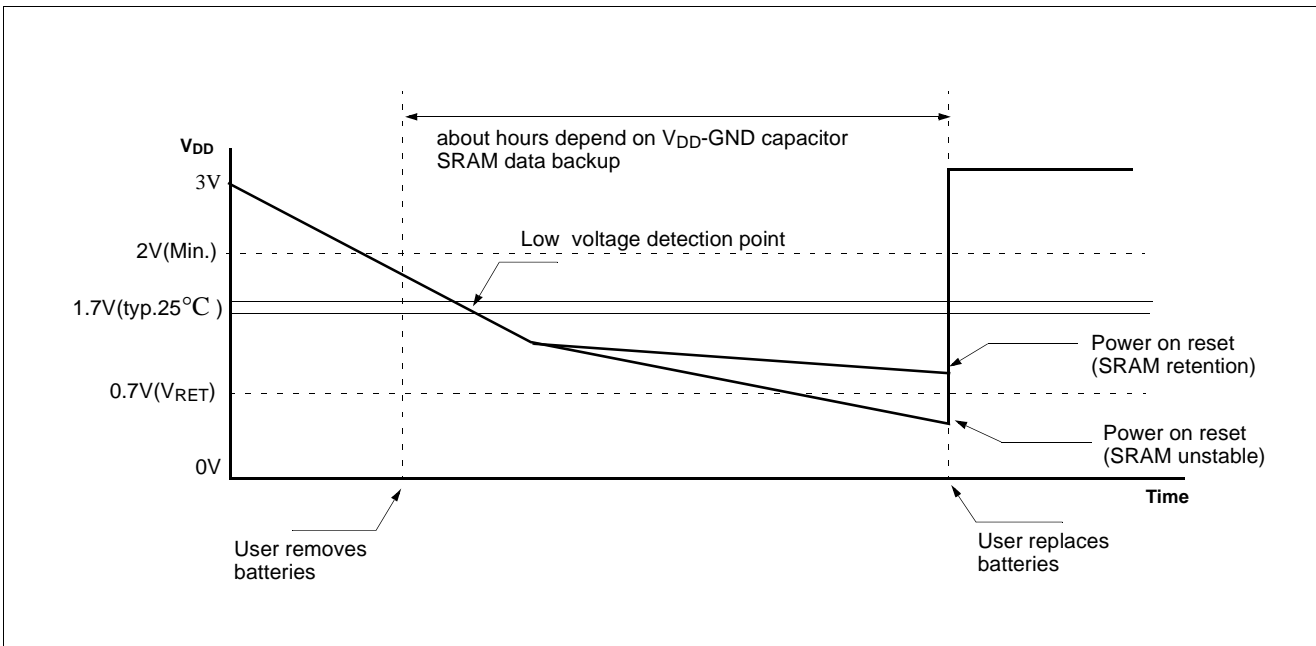 about hours depend on VDD-GND capacitor
SRAM data backup
VDD
3V
2V(Min.)
Low voltage detection point
1.7V(typ.25°C )
Power on reset
(SRAM retention)
0.7V(VRET)
Power on reset
(SRAM unstable)
0V
Time
User removes
batteries
User replaces
batteries